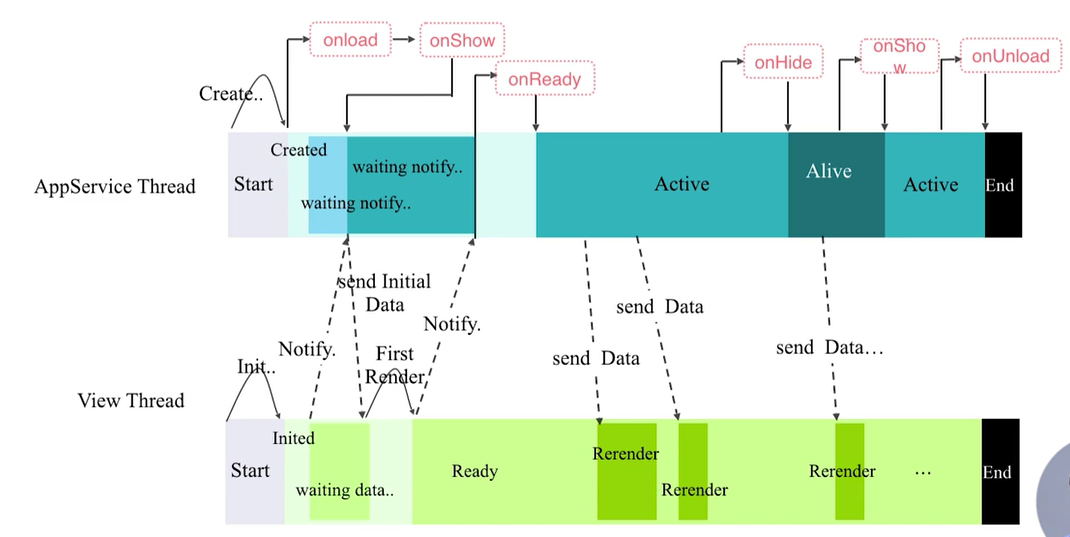 onload
onShow
onSho
w
onUnload
onHide
onReady
Create..
Created
waiting notify..
AppService Thread
Start
waiting notify..
Active
Alive
Active
End
send Initial
Data
Notify.
Notify.
First
Render
send  Data
send  Data
send  Data...
Init..
View Thread
Inited
Start
waiting data..
Ready
Rerender
Rerender
Rerender
...
End